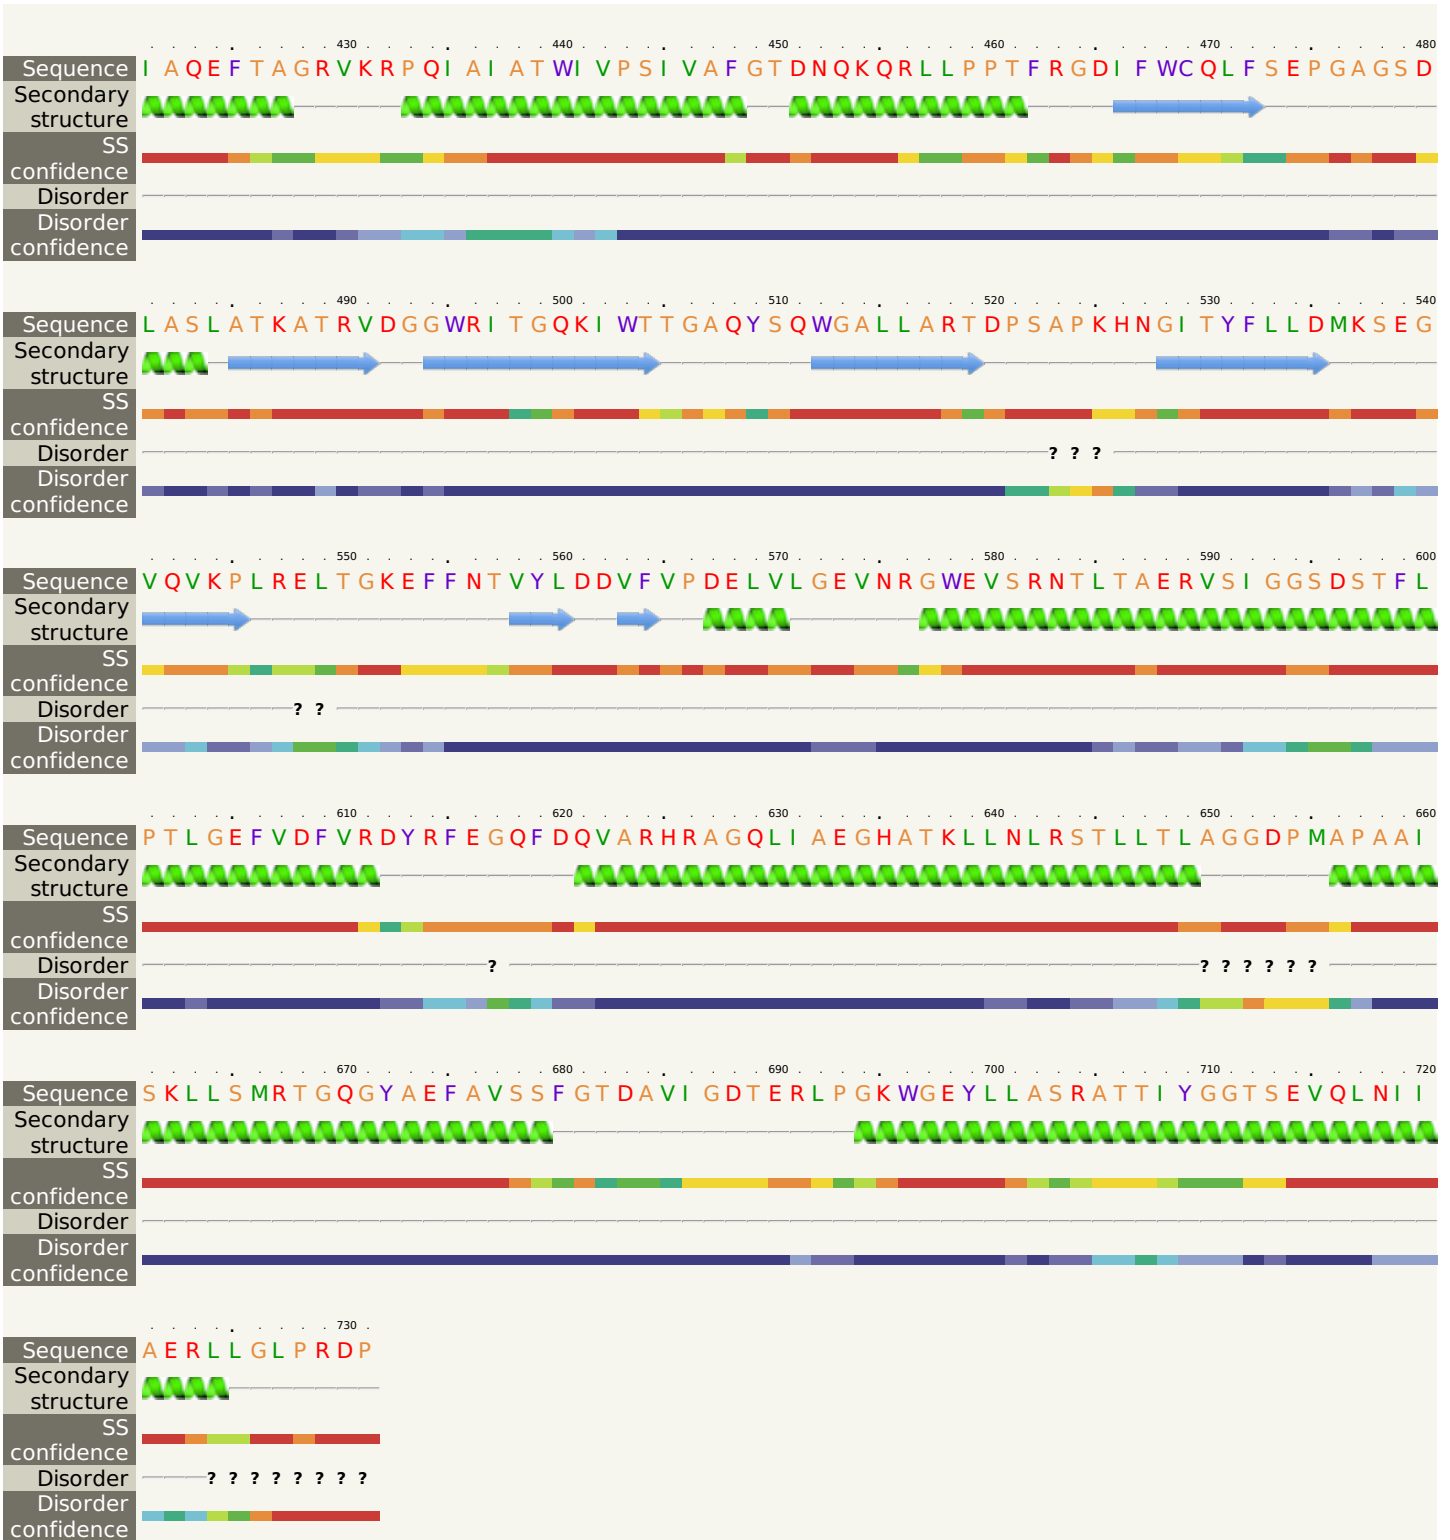 430 440 450 460 470 480
Sequence I A Q E F T A G R V K R P Q I A I A T W I V P S I V A F G T D N Q K Q R L L P P T F R G D I F W C Q L F S E P G A G S D
Secondary
structure
SS
confidence
Disorder
Disorder
confidence
490 500 510 520 530 540
Sequence L A S L A T K A T R V D G G W R I T G Q K I W T T G A Q Y S Q W G A L L A R T D P S A P K H N G I T Y F L L D M K S E G
Secondary
structure
SS
confidence
Disorder ? ? ?
Disorder
confidence
550 560 570 580 590 600
Sequence V Q V K P L R E L T G K E F F N T V Y L D D V F V P D E L V L G E V N R G W E V S R N T L T A E R V S I G G S D S T F L
Secondary
structure
SS
confidence
Disorder ? ?
Disorder
confidence
610 620 630 640 650 660
Sequence P T L G E F V D F V R D Y R F E G Q F D Q V A R H R A G Q L I A E G H A T K L L N L R S T L L T L A G G D P M A P A A I
Secondary
structure
SS
confidence
Disorder ? ? ? ? ? ? ?
Disorder
confidence
670 680 690 700 710 720
Sequence S K L L S M R T G Q G Y A E F A V S S F G T D A V I G D T E R L P G K W G E Y L L A S R A T T I Y G G T S E V Q L N I I
Secondary
structure
SS
confidence
Disorder
Disorder
confidence
730
Sequence A E R L L G L P R D P
Secondary
structure
SS
confidence
Disorder ? ? ? ? ? ? ? ?
Disorder
confidence